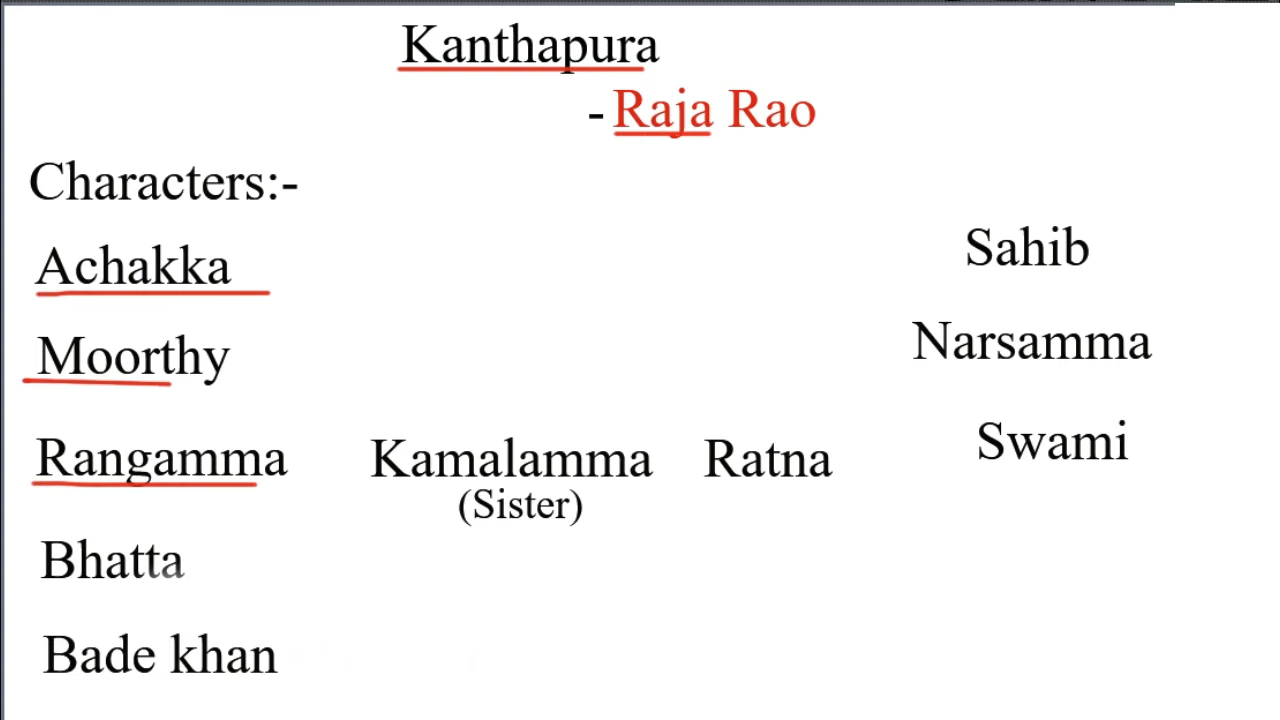 Kanthapura
- Raja Rao
Characters:-
Achakka
Sahib
Moorthy
Narsamma
Rangamma Kamalamma Ratna
Swami
(Sister)
Bhatta
Bade khan